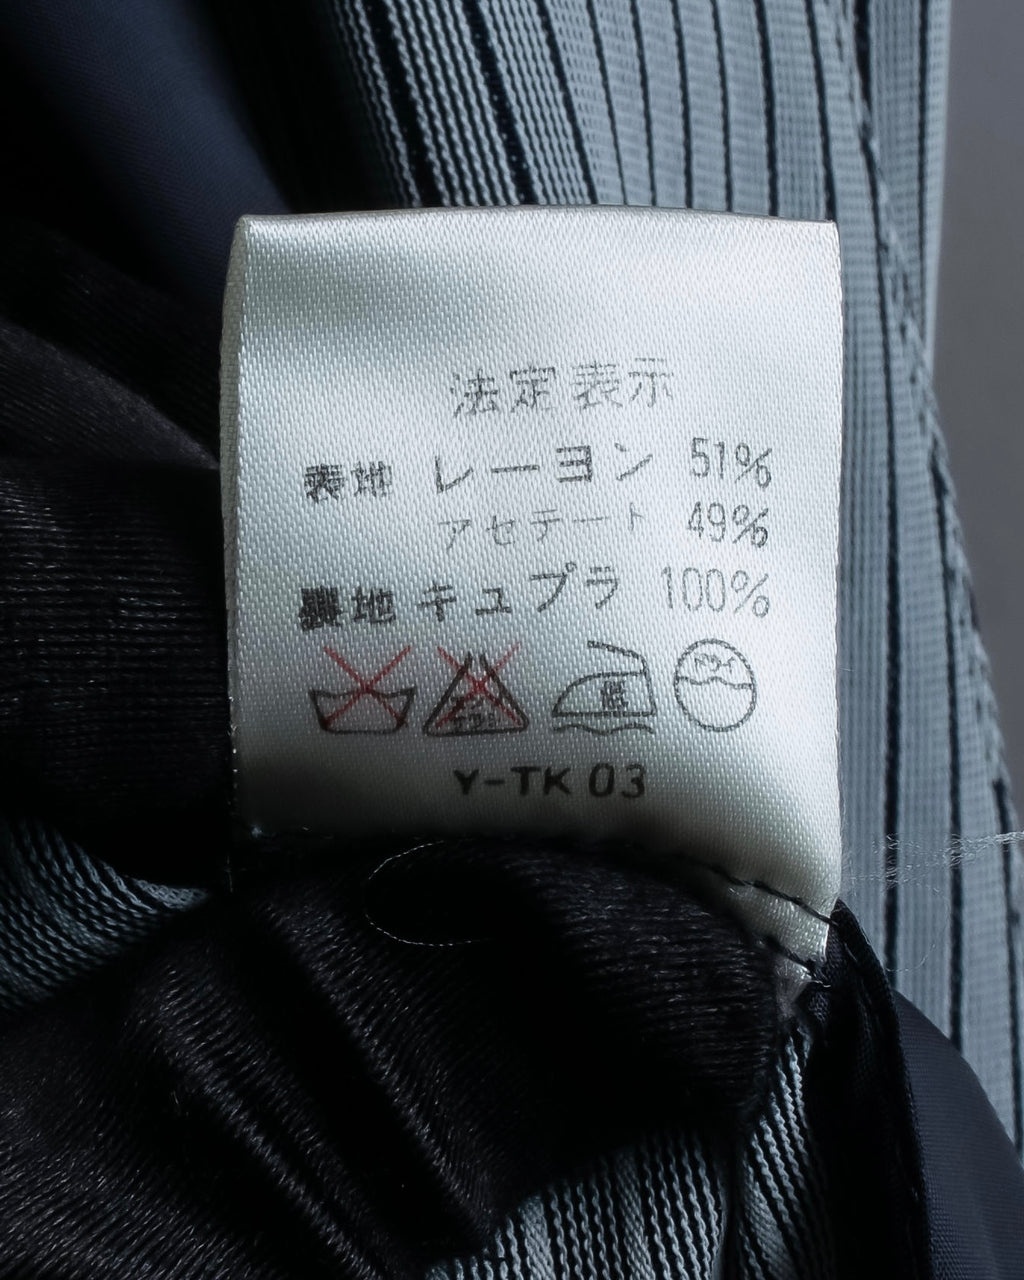 法定表示
表地 レーヨン 51%
アセテート 49%
裏地 キュプラ 100%
低
Y-TK 03